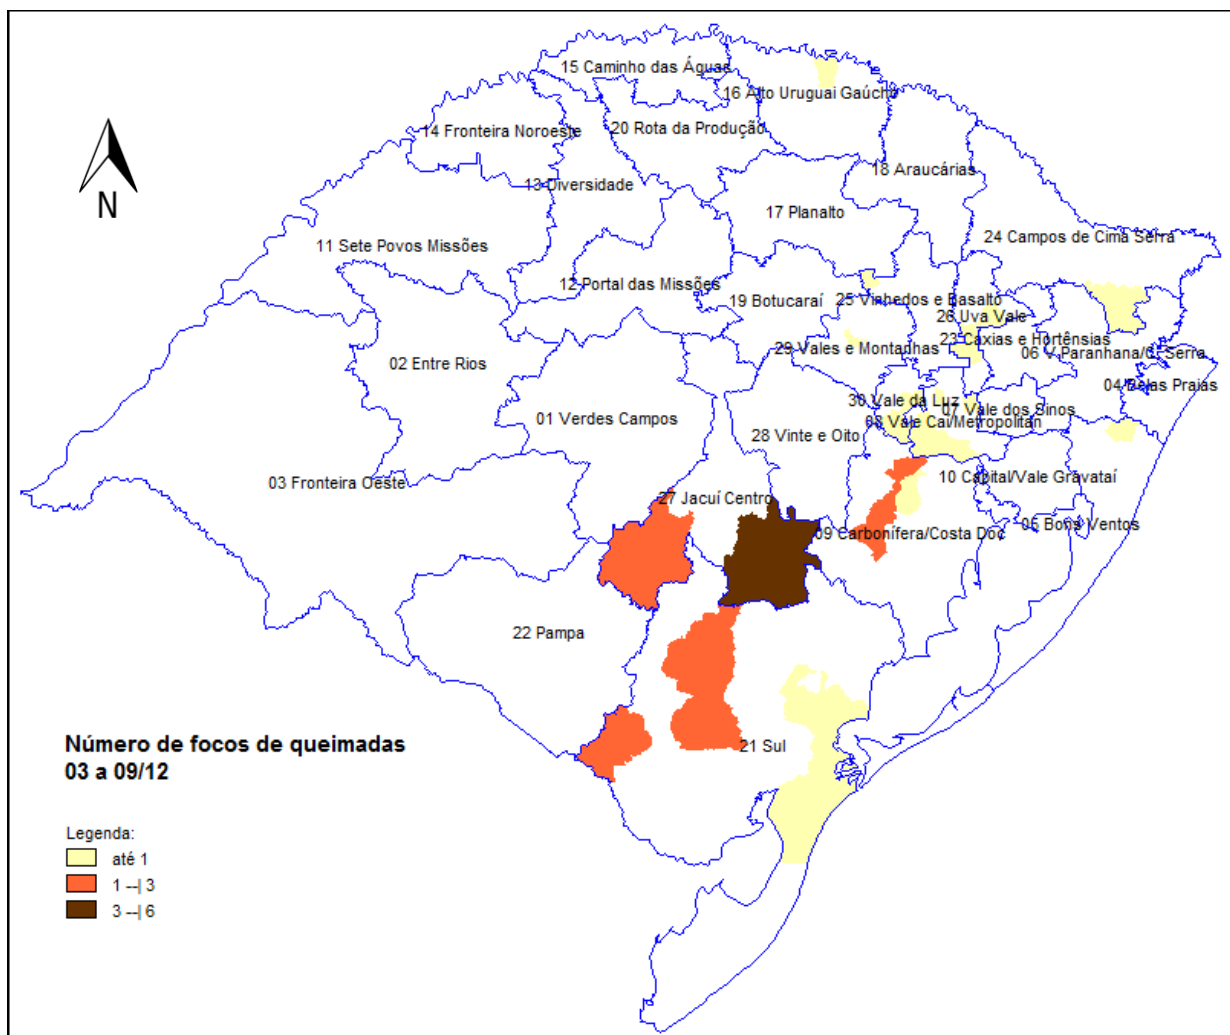 15 Caminho das Águas
16 Alto Uruguai Gaúcho
14 Fronteira Noroeste
20 Rota da Produção
18 Araucárias
13 Diversidade
17 Planalto
N
24 Campos de Cima Serra
11 Sete Povos Missões
12 Portal das Missões
19 Botucaraí
25 Vinhedos e Basalto
26 Uva Vale
23 Caxias e Hortênsias
29 Vales e Montanhas
06 V.Paranhana/C. Serra
02 Entre Rios
04 Belas Praias
30 Vale da Luz
07 Vale dos Sinos
01 Verdes Campos
08 Vale Cai/Metropolitan
28 Vinte e Oito
10 Capital/Vale Gravataí
03 Fronteira Oeste
27 Jacuí Centro
05 Bons Ventos
09 Carbonífera/Costa Doc
22 Pampa
21 Sul
Número de focos de queimadas
03 a 09/12
Legenda:
até 1
1 --| 3
3 --| 6